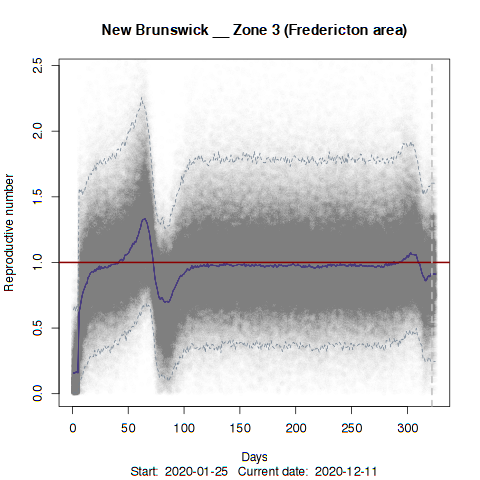 New Brunswick __ Zone 3 (Fredericton area)
Reproductive number
2.5
2.0
1.5
1.0
0.5
0.0
0 50 100 150 200 250 300
Days
Start: 2020-01-25 Current date: 2020-12-11